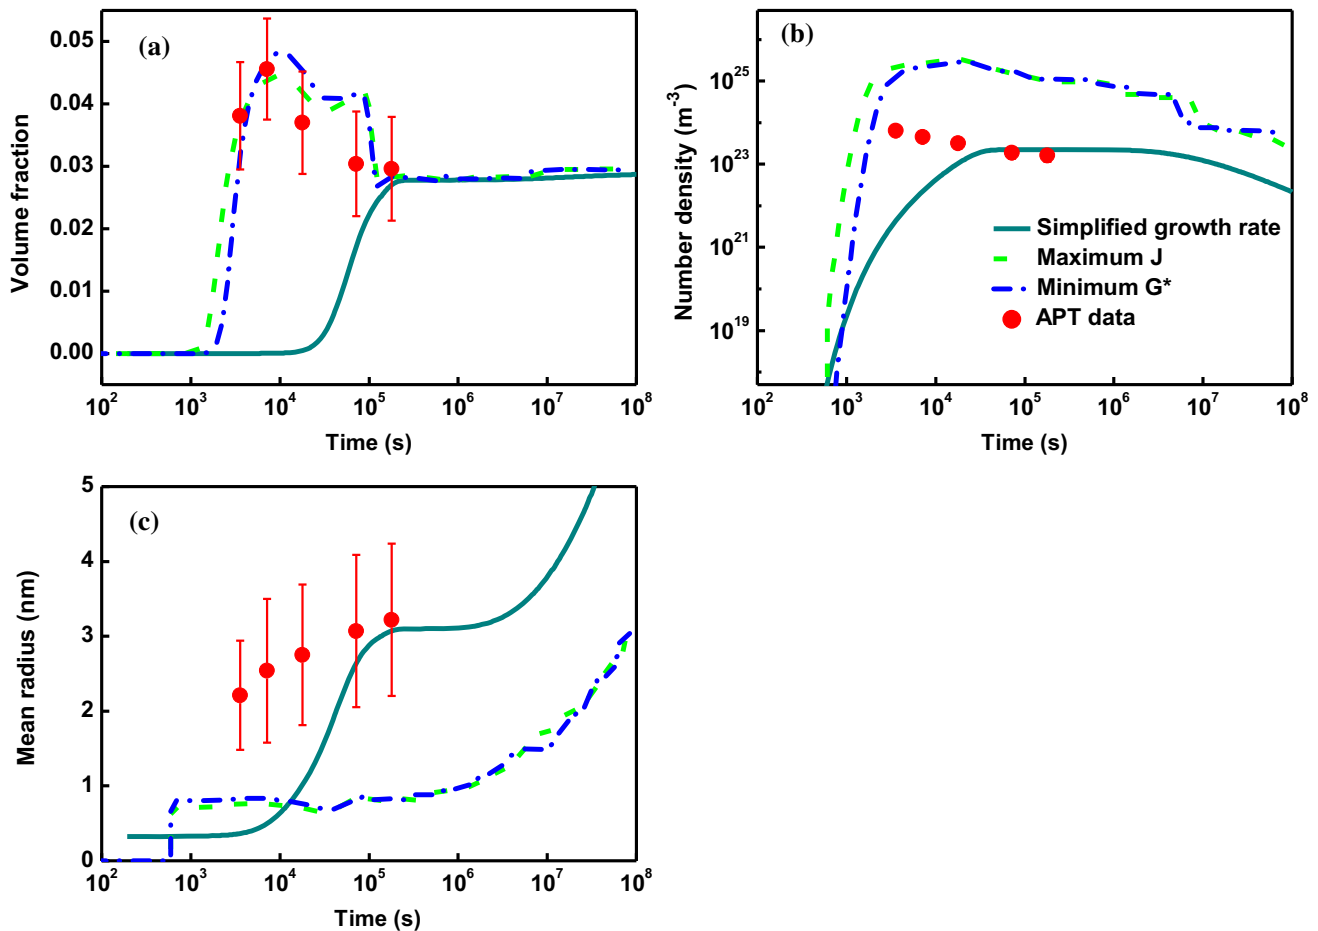 (a)
Volume fraction
0.05
0.04
0.03
0.02
0.01
0.00
10² 10³ 10⁴ 10⁵ 10⁶ 10⁷ 10⁸
Time (s)
(b)
Number density (m⁻³)
10²⁵
10²³
10²¹
10¹⁹
Simplified growth rate
Maximum J
Minimum G*
APT data
10² 10³ 10⁴ 10⁵ 10⁶ 10⁷ 10⁸
Time (s)
(c)
Mean radius (nm)
5
4
3
2
1
0
10² 10³ 10⁴ 10⁵ 10⁶ 10⁷ 10⁸
Time (s)